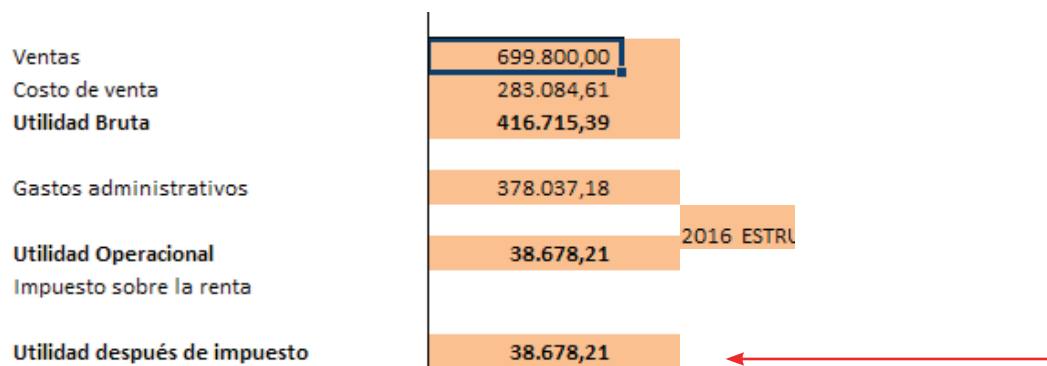 Ventas 699.800,00
Costo de venta 283.084,61
Utilidad Bruta 416.715,39
Gastos administrativos 378.037,18
2016 ESTRU
Utilidad Operacional 38.678,21
Impuesto sobre la renta
Utilidad después de impuesto 38.678,21